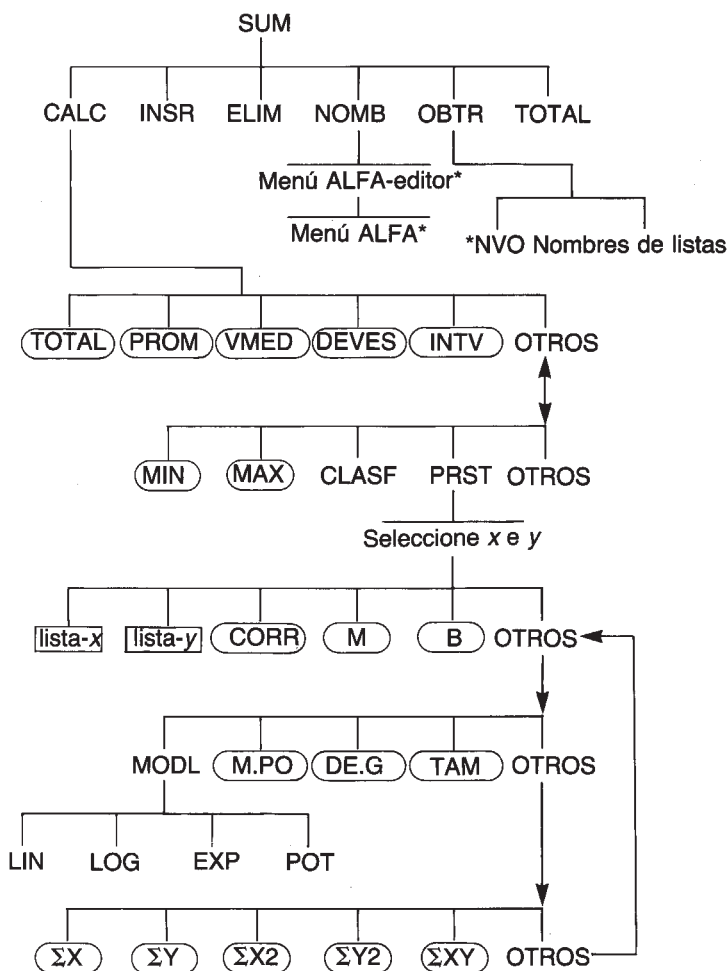 SUM
CALC INSR ELIM NOMB OBTR TOTAL
Menú ALFA-editor*
Menú ALFA*
*NVO Nombres de listas
TOTAL PROM VMED DEVES INTV OTROS
MIN MAX CLASF PRST OTROS
Seleccione x e y
lista-x lista-y CORR M B OTROS
MODL M.PO DE.G TAM OTROS
LIN LOG EXP POT
ΣX ΣY ΣX2 ΣY2 ΣXY OTROS